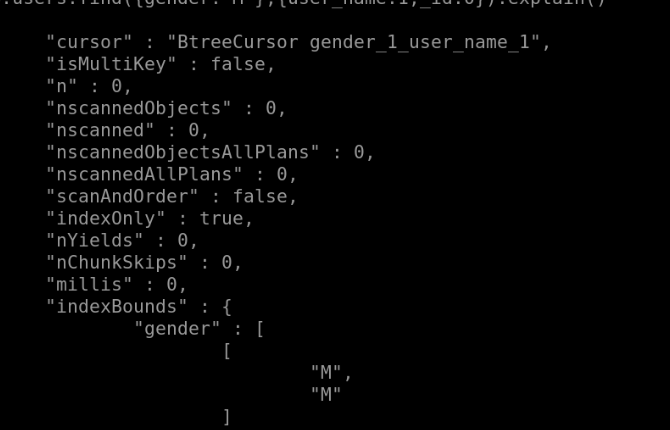 .users.find({gender:"M"},{user_name:1,_id:0}).explain()
"cursor" : "BtreeCursor gender_1_user_name_1",
"isMultiKey" : false,
"n" : 0,
"nscannedObjects" : 0,
"nscanned" : 0,
"nscannedObjectsAllPlans" : 0,
"nscannedAllPlans" : 0,
"scanAndOrder" : false,
"indexOnly" : true,
"nYields" : 0,
"nChunkSkips" : 0,
"millis" : 0,
"indexBounds" : {
"gender" : [
[
"M",
"M"
]